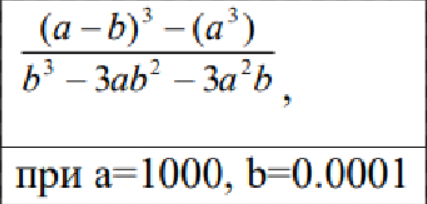 (a-b)³-(a³)
b³-3ab²-3a²b,
при a=1000, b=0.0001